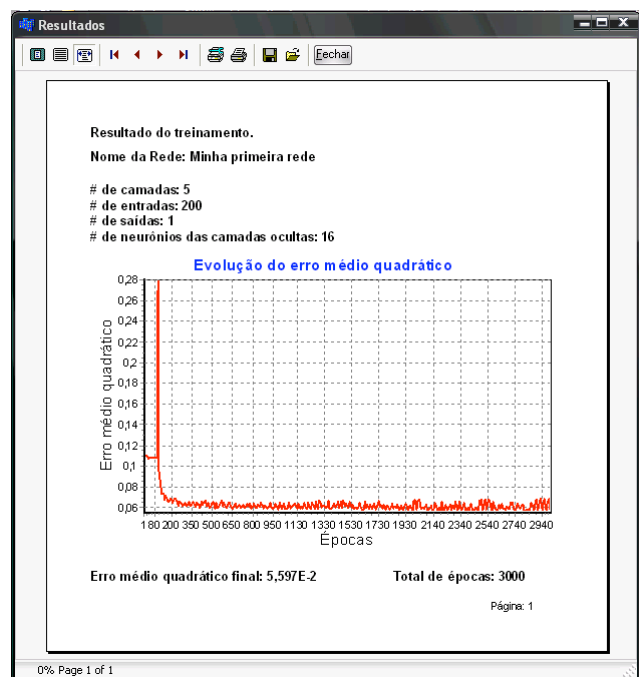 Resultados
Fechar
Resultado do treinamento.
Nome da Rede: Minha primeira rede
# de camadas: 5
# de entradas: 200
# de saídas: 1
# de neurónios das camadas ocultas: 16
Evolução do erro médio quadrático
Erro médio quadrático
0,28
0,26
0,24
0,22
0,2
0,18
0,16
0,14
0,12
0,1
0,08
0,06
1 80 200 350 500 650 800 950 1130 1330 1530 1730 1930 2140 2340 2540 2740 2940
Épocas
Erro médio quadrático final: 5,597E-2 Total de épocas: 3000
Página: 1
0% Page 1 of 1